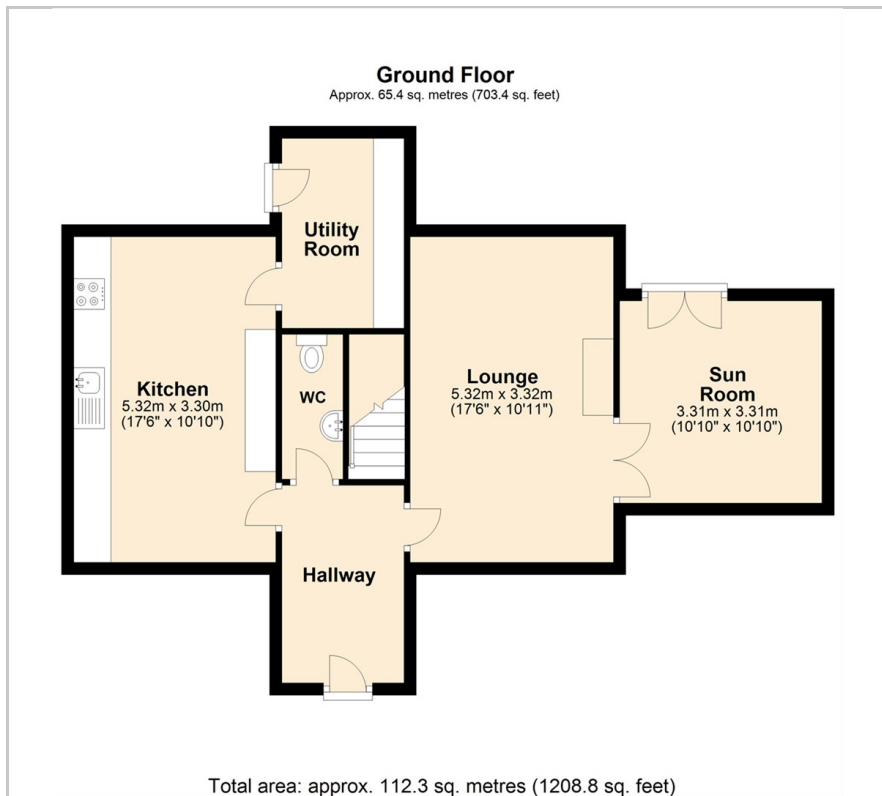 Ground Floor
Approx. 65.4 sq. metres (703.4 sq. feet)
Utility
Room
Kitchen
5.32m x 3.30m
(17'6" x 10'10")
WC
Lounge
5.32m x 3.32m
(17'6" x 10'11")
Sun
Room
3.31m x 3.31m
(10'10" x 10'10")
Hallway
Total area: approx. 112.3 sq. metres (1208.8 sq. feet)